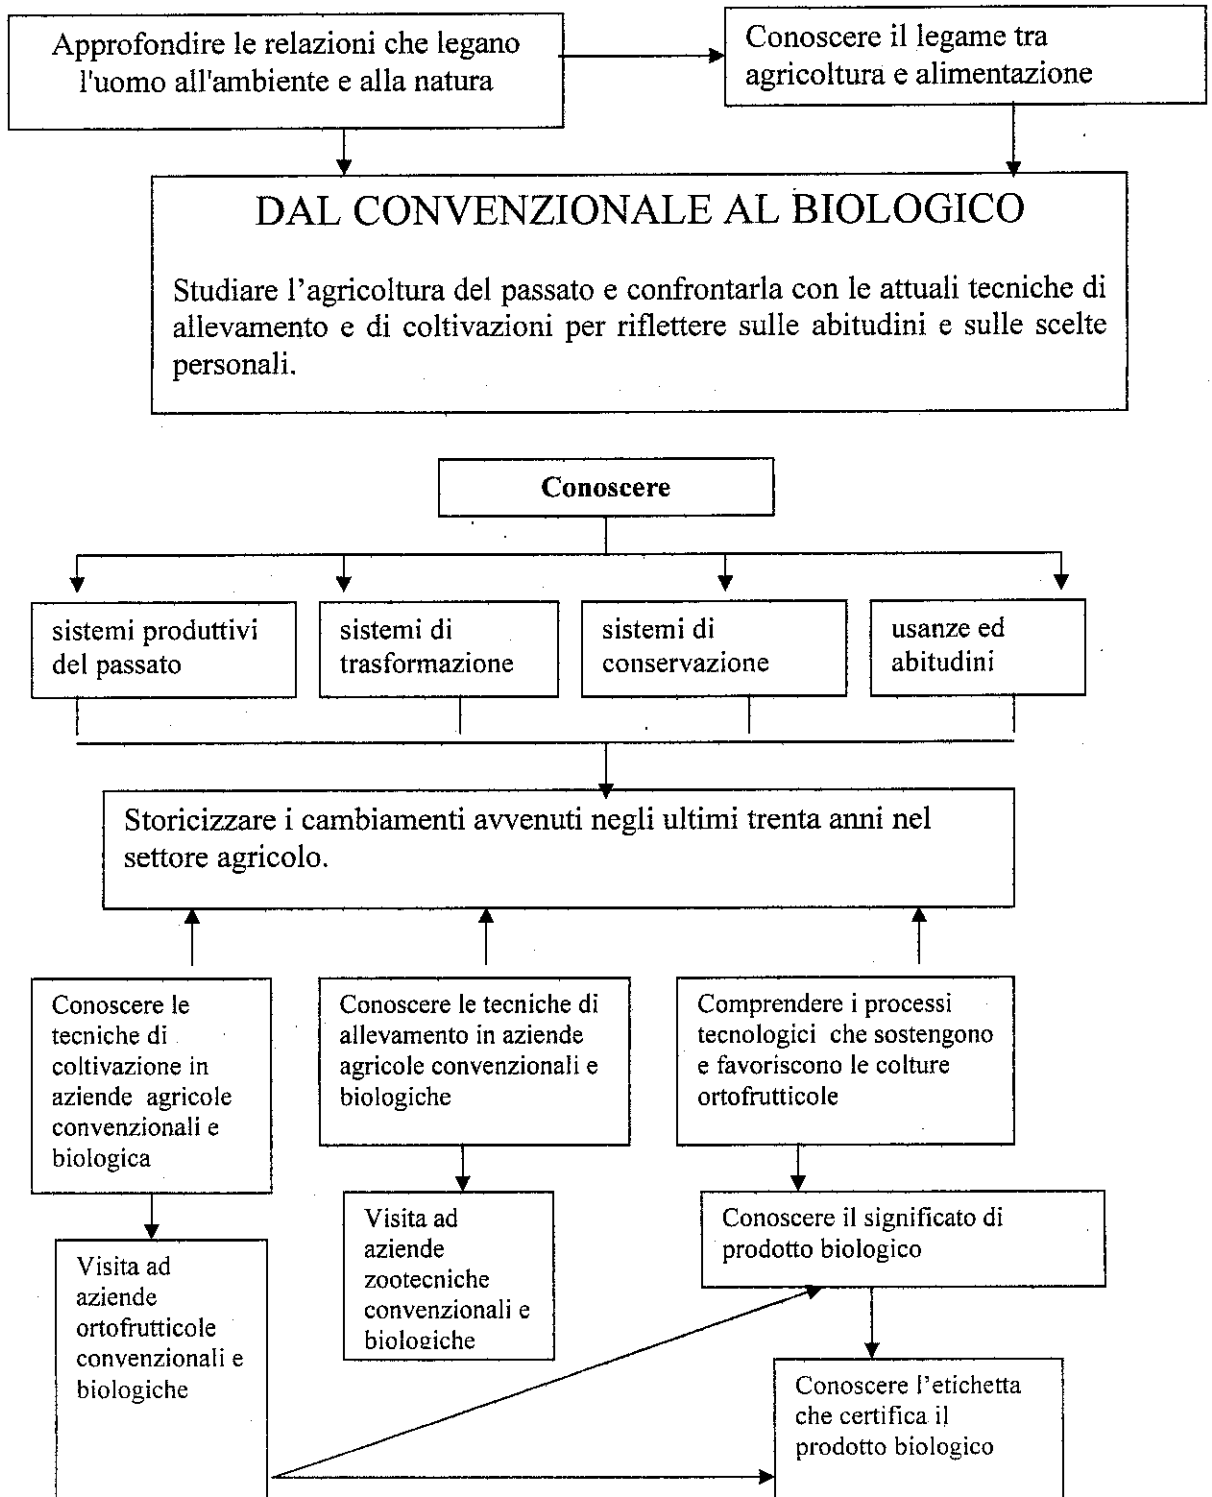 Approfondire le relazioni che legano
l'uomo all'ambiente e alla natura
Conoscere il legame tra
agricoltura e alimentazione
DAL CONVENZIONALE AL BIOLOGICO
Studiare l’agricoltura del passato e confrontarla con le attuali tecniche di
allevamento e di coltivazioni per riflettere sulle abitudini e sulle scelte
personali.
Conoscere
sistemi produttivi
del passato
sistemi di
trasformazione
sistemi di
conservazione
usanze ed
abitudini
Storicizzare i cambiamenti avvenuti negli ultimi trenta anni nel
settore agricolo.
Conoscere le
tecniche di
coltivazione in
aziende agricole
convenzionali e
biologica
Conoscere le tecniche di
allevamento in aziende
agricole convenzionali e
biologiche
Comprendere i processi
tecnologici che sostengono
e favoriscono le colture
ortofrutticole
Visita ad
aziende
ortofrutticole
convenzionali e
biologiche
Visita ad
aziende
zootecniche
convenzionali e
biologiche
Conoscere il significato di
prodotto biologico
Conoscere l’etichetta
che certifica il
prodotto biologico